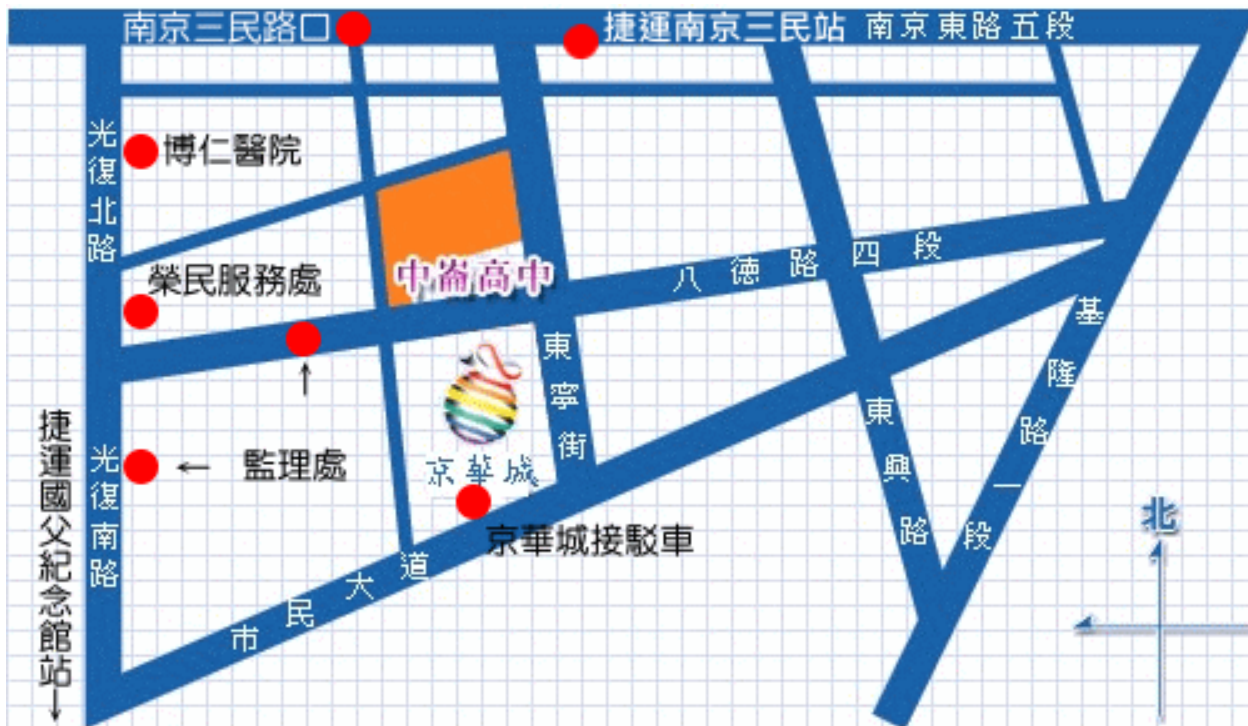 南京三民路口
捷運南京三民站
南京東路五段
光復北路
博仁醫院
榮民服務處
中崙高中
八德路四段
東寧街
基隆路一段
捷運國父紀念館站↓
光復南路
↑
← 監理處
京華城
京華城接駁車
東興路
北
市民大道